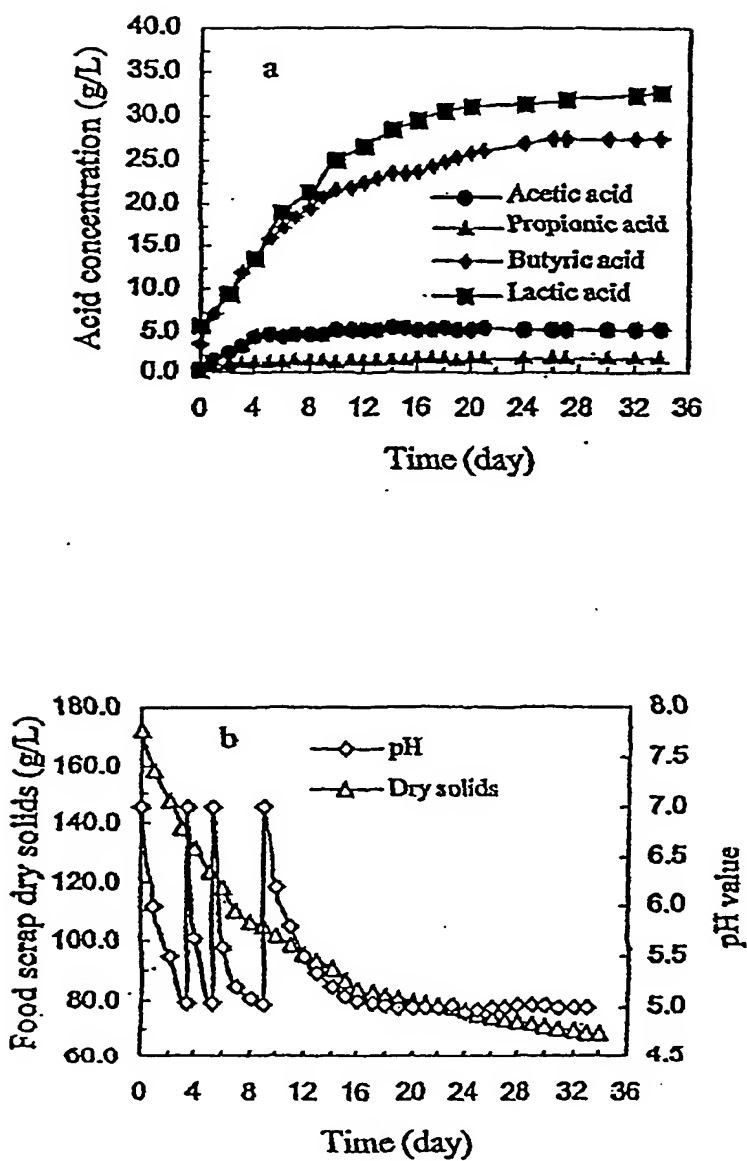 a
Acid concentration (g/L)
40.0
35.0
30.0
25.0
20.0
15.0
10.0
5.0
0.0
Acetic acid
Propionic acid
Butyric acid
Lactic acid
0 4 8 12 16 20 24 28 32 36
Time (day)
b
Food scrap dry solids (g/L)
180.0
160.0
140.0
120.0
100.0
80.0
60.0
pH
Dry solids
8.0
7.5
7.0
6.5
6.0
5.5
5.0
4.5
pH value
0 4 8 12 16 20 24 28 32 36
Time (day)